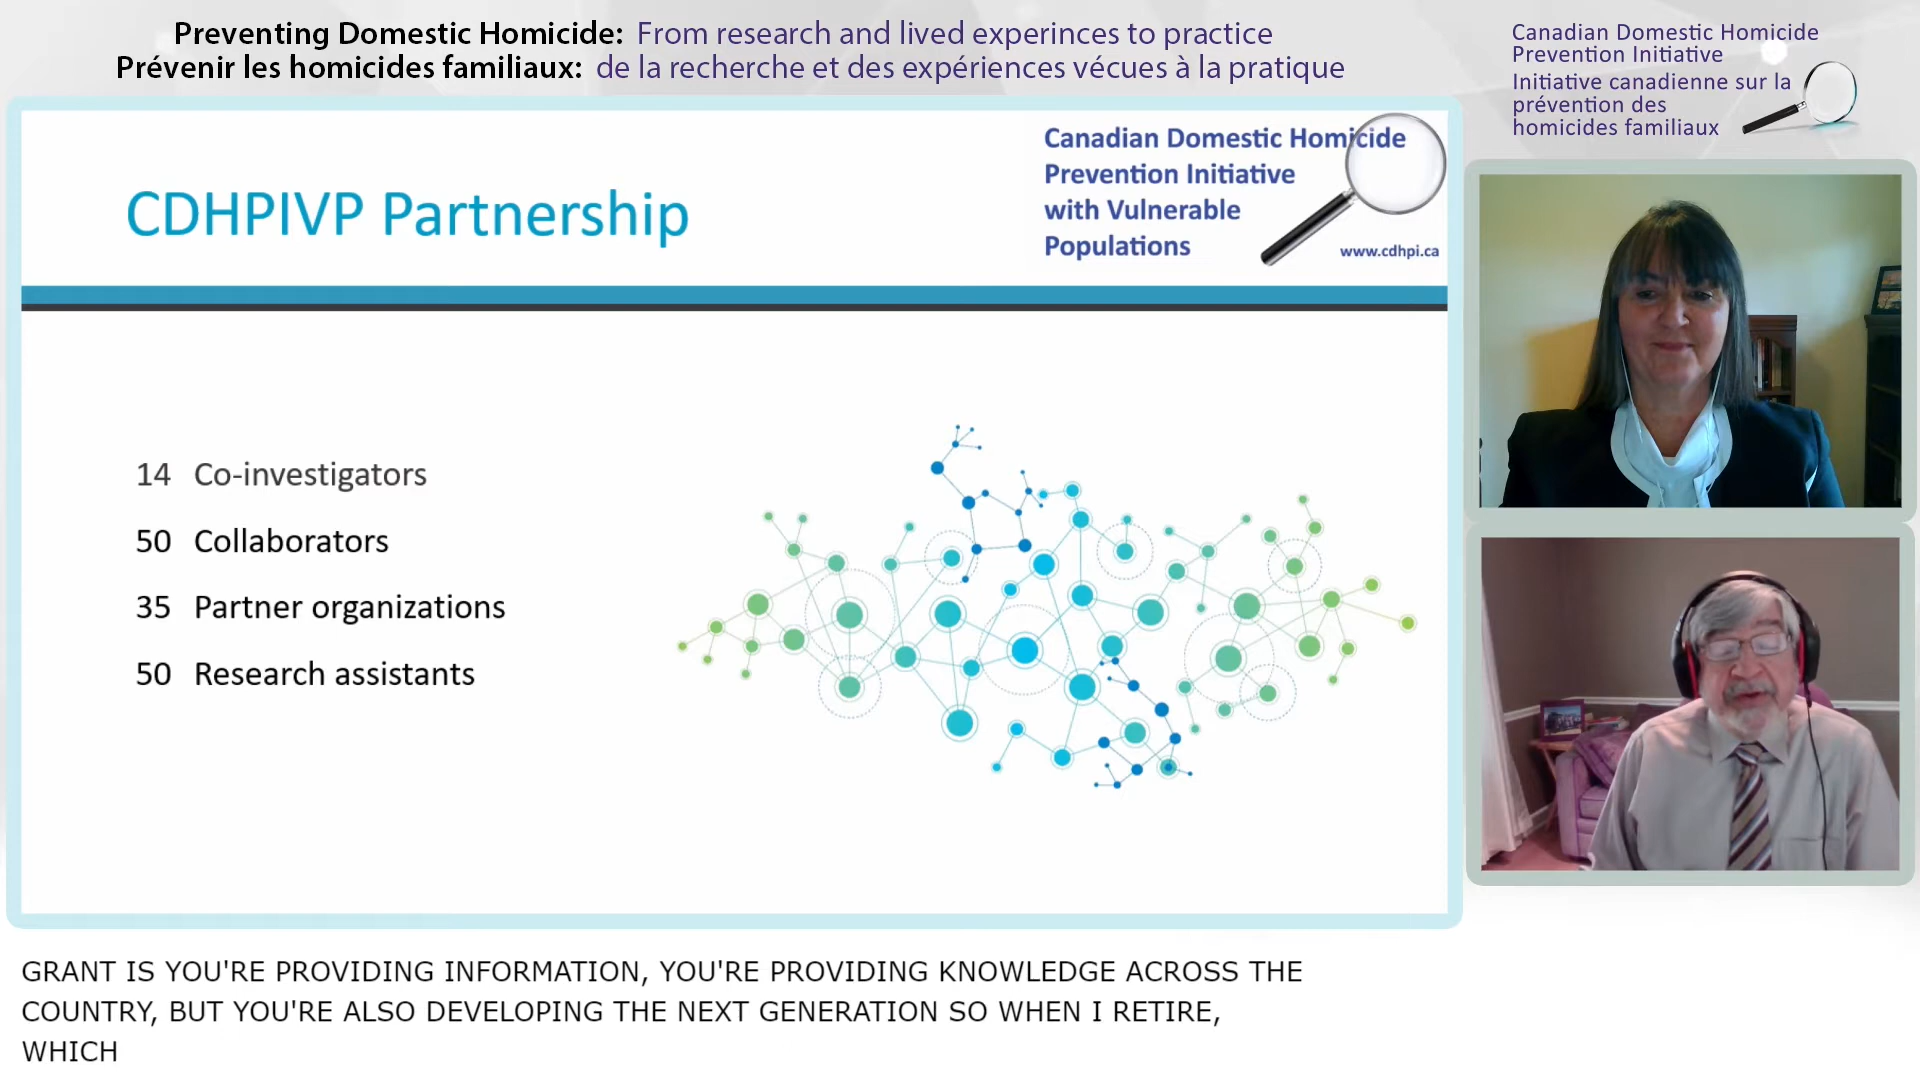 Preventing Domestic Homicide: From research and lived experinces to practice
Prévenir les homicides familiaux: de la recherche et des expériences vécues à la pratique
Canadian Domestic Homicide
Prevention Initiative
Initiative canadienne sur la
prévention des
homicides familiaux
CDHPIVP Partnership
Canadian Domestic Homicide
Prevention Initiative
with Vulnerable
Populations
www.cdhpi.ca
14 Co-investigators
50 Collaborators
35 Partner organizations
50 Research assistants
GRANT IS YOU'RE PROVIDING INFORMATION, YOU'RE PROVIDING KNOWLEDGE ACROSS THE
COUNTRY, BUT YOU'RE ALSO DEVELOPING THE NEXT GENERATION SO WHEN I RETIRE,
WHICH